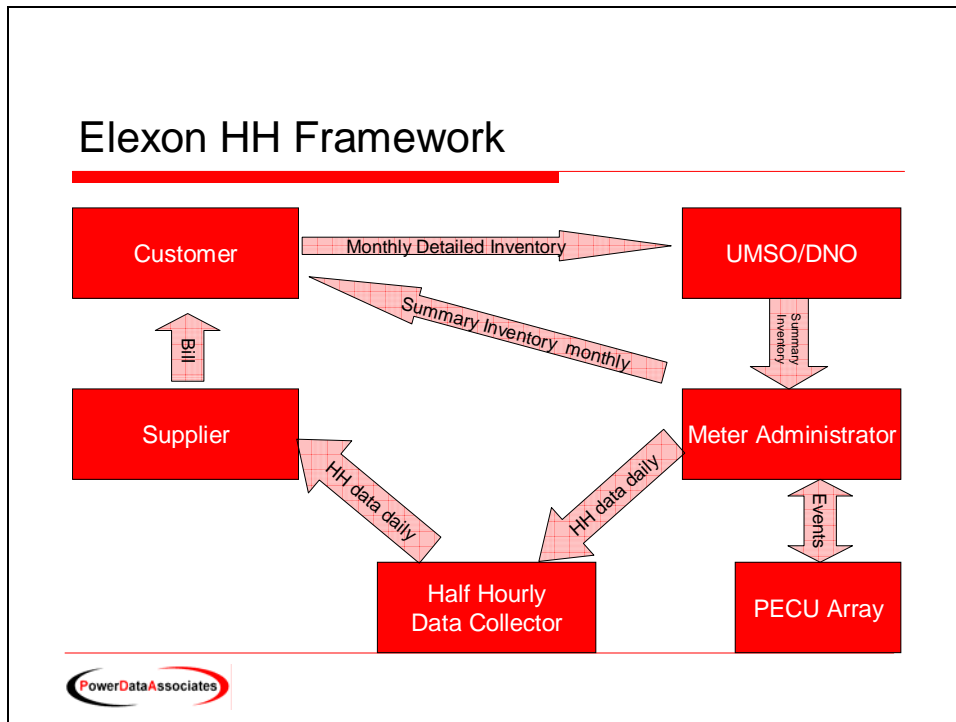 Elexon HH Framework
Customer
Monthly Detailed Inventory
UMSO/DNO
Summary Inventory monthly
Summary
Inventory
Bill
Supplier
Meter Administrator
HH data daily
HH data daily
Events
Half Hourly
Data Collector
PECU Array
PowerDataAssociates